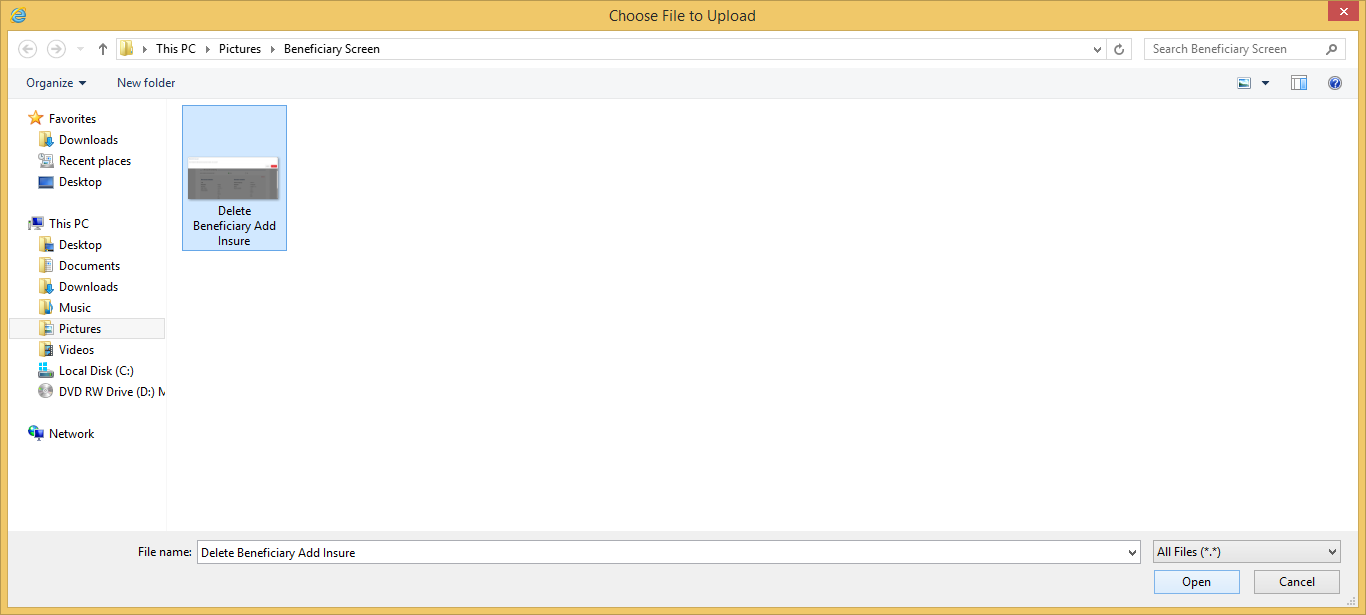 Choose File to Upload
This PC
Pictures
Beneficiary Screen
Search Beneficiary Screen
Organize
New folder
Favorites
Downloads
Recent places
Desktop
This PC
Desktop
Documents
Downloads
Music
Pictures
Videos
Local Disk (C:)
DVD RW Drive (D:) M
Network
Delete
Beneficiary Add
Insure
File name:
Delete Beneficiary Add Insure
All Files (*.*)
Open
Cancel